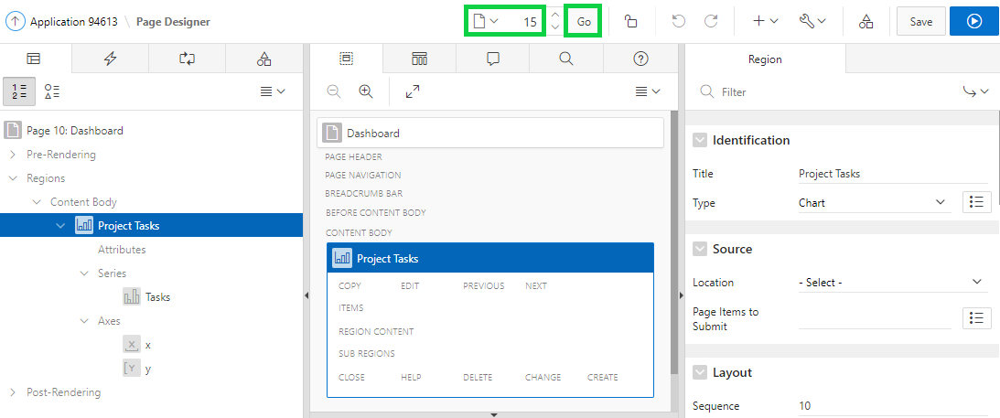 Application 94613 \ Page Designer
15
Go
Save
Page 10: Dashboard
Pre-Rendering
Regions
Content Body
Project Tasks
Attributes
Series
Tasks
Axes
x
y
Post-Rendering
Dashboard
PAGE HEADER
PAGE NAVIGATION
BREADCRUMB BAR
BEFORE CONTENT BODY
CONTENT BODY
Project Tasks
COPY EDIT PREVIOUS NEXT
ITEMS
REGION CONTENT
SUB REGIONS
CLOSE HELP DELETE CHANGE CREATE
Region
Filter
Identification
Title Project Tasks
Type Chart
Source
Location - Select -
Page Items to
Submit
Layout
Sequence 10